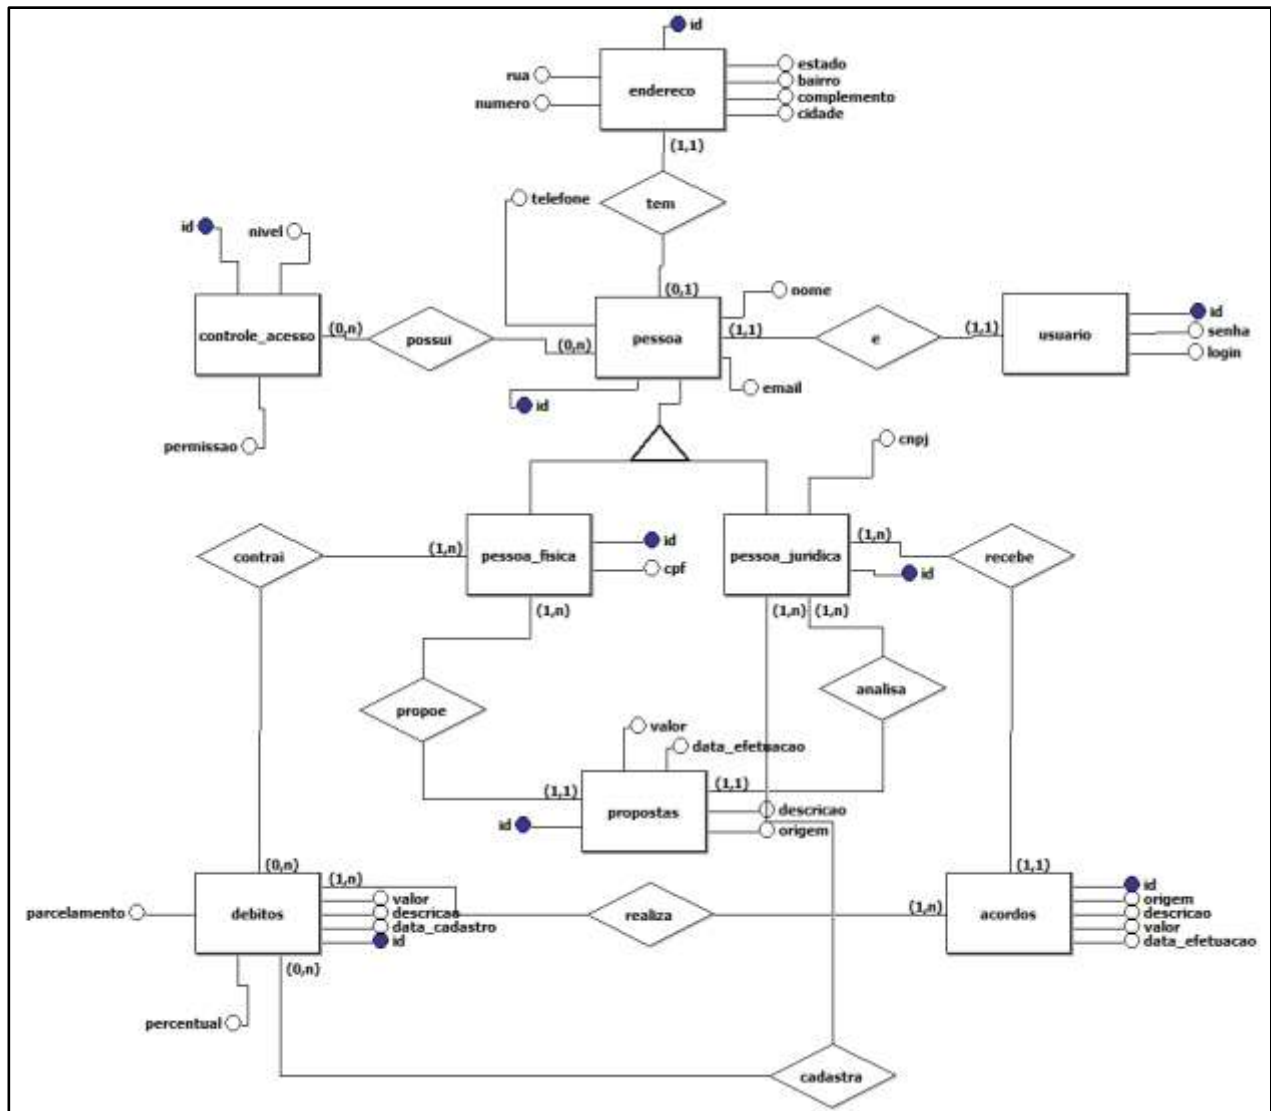 id
rua
estado
bairro
endereco
numero
complemento
cidade
(1,1)
telefone
tem
id
nivel
(0,1)
nome
id
controle_acesso
(0,n)
possui
(0,n)
pessoa
(1,1)
e
(1,1)
usuario
senha
login
email
id
permissao
cnpj
contrai
(1,n)
pessoa_fisica
id
cpf
pessoa_juridica
(1,n)
recebe
id
(1,n)
(1,n)
(1,n)
propoe
analisa
valor
data_efetuacao
(1,1)
(1,1)
propostas
descricao
id
origem
(0,n)
(1,n)
(1,1)
parcelamento
debitos
valor
descricao
data_cadastro
id
realiza
(1,n)
acordos
id
origem
descricao
valor
data_efetuacao
(0,n)
percentual
cadastra